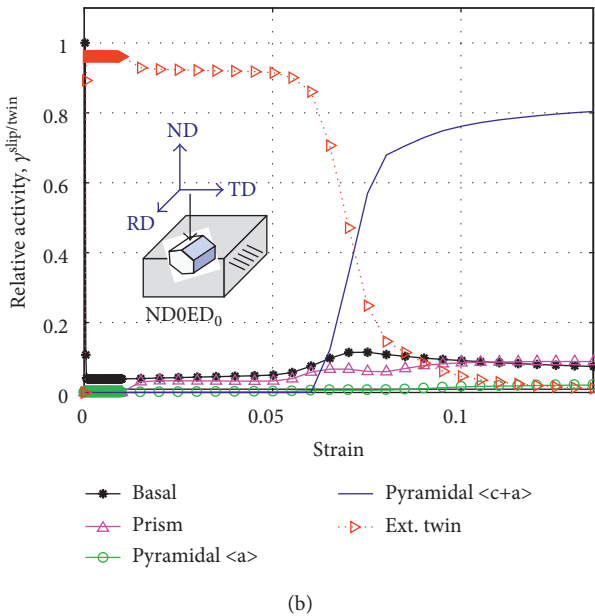 1
0.8
0.6
0.4
0.2
0
Relative activity, γ^slip/twin
ND
TD
RD
ND0ED₀
0
0.05
0.1
Strain
Basal
Prism
Pyramidal <a>
Pyramidal <c+a>
Ext. twin
(b)